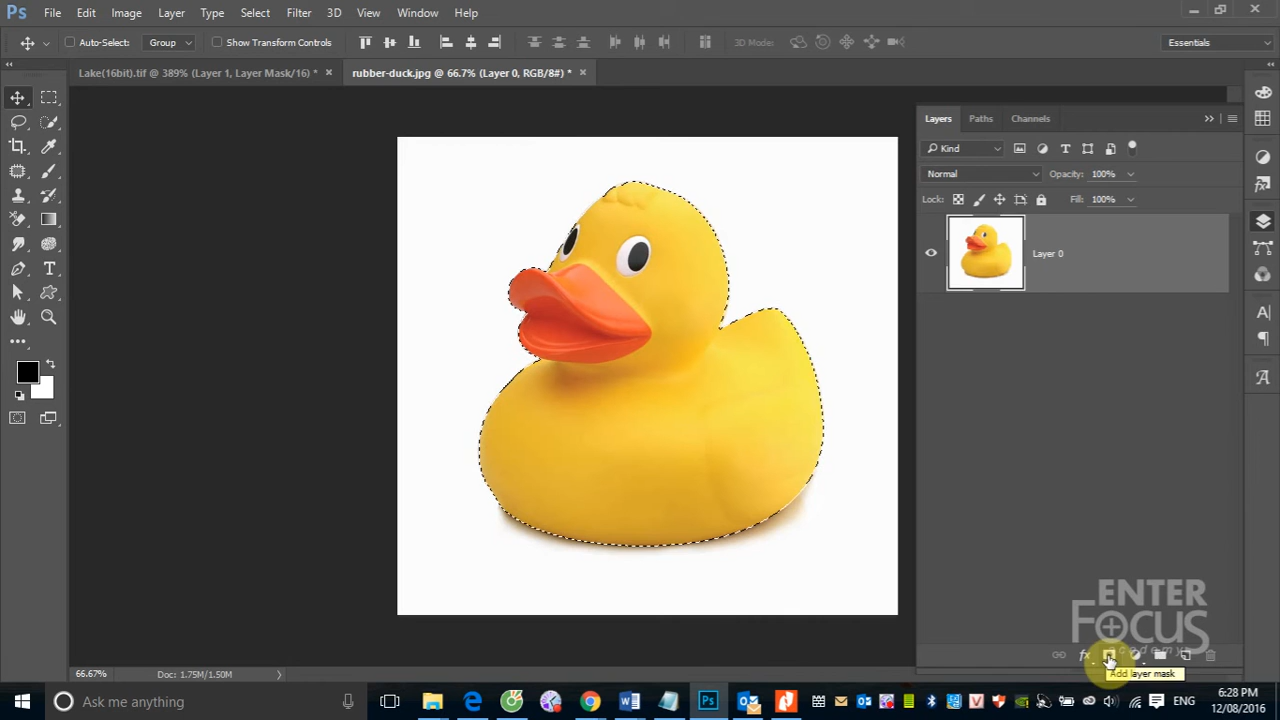 Ps File Edit Image Layer Type Select Filter 3D View Window Help
Auto-Select: Group Show Transform Controls 3D Mode: Essentials
Lake(16bit).tif @ 389% (Layer 1, Layer Mask/16) * × rubber-duck.jpg @ 66.7% (Layer 0, RGB/8#) * ×
Layers Paths Channels
Kind
Normal Opacity: 100%
Lock: Fill: 100%
Layer 0
ENTER
FOCUS
academy
fx
Add layer mask
66.67% Doc: 1.75M/1.50M
Ask me anything
ENG
6:28 PM
12/08/2016